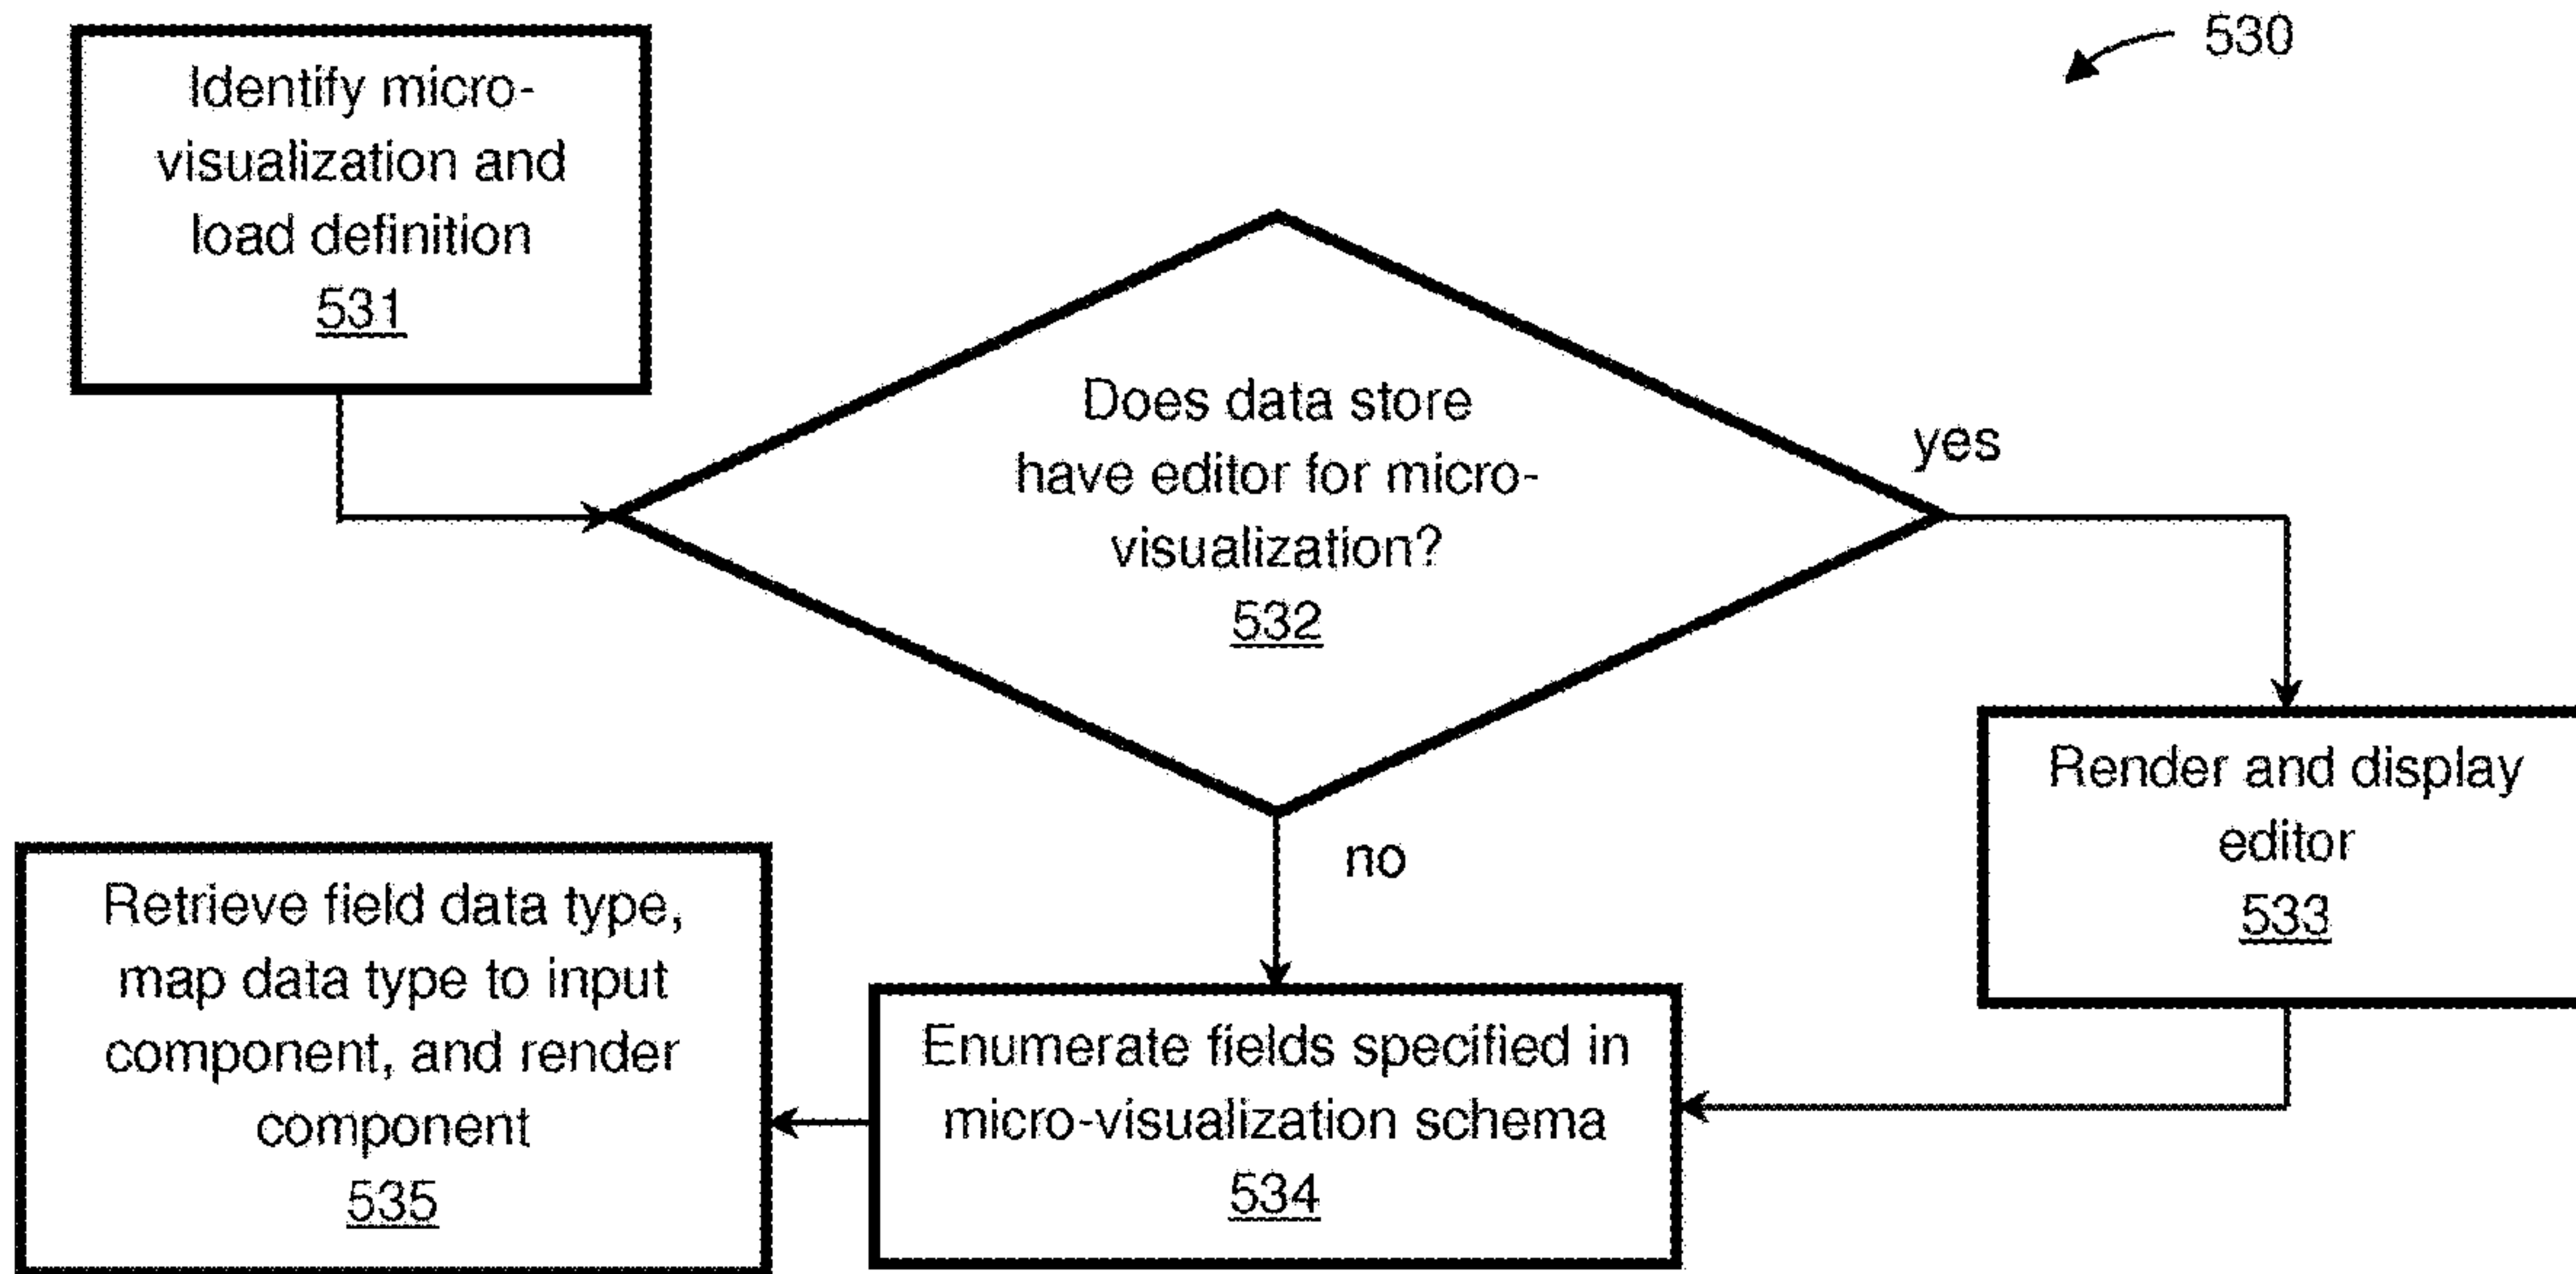 530
Identify micro-
visualization and
load definition
531
Does data store
have editor for micro-
visualization?
532
yes
no
Render and display
editor
533
Enumerate fields specified in
micro-visualization schema
534
Retrieve field data type,
map data type to input
component, and render
component
535